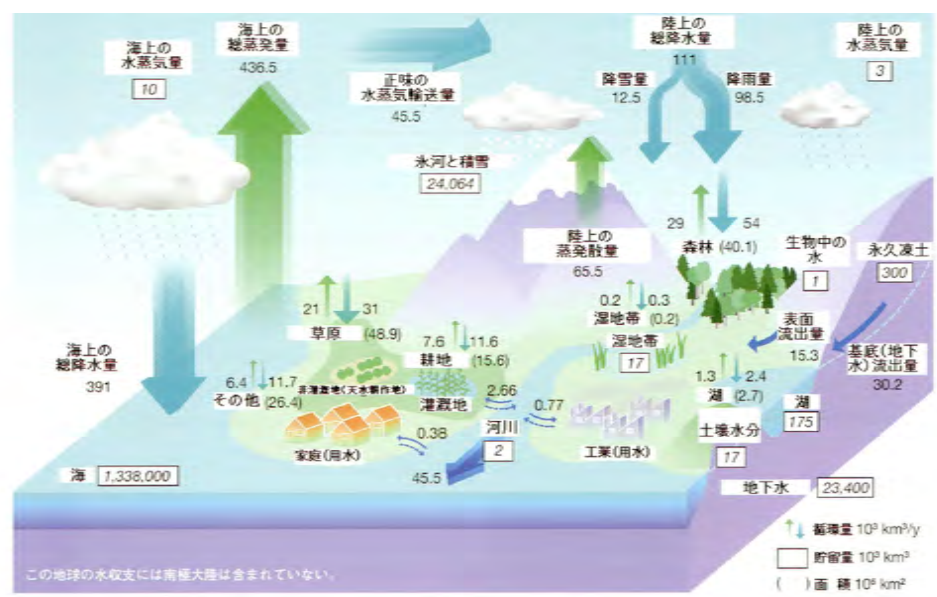 海上の
水蒸気量
10
海上の
総蒸発量
436.5
正味の
水蒸気輸送量
45.5
陸上の
総降水量
111
降雪量
12.5
降雨量
98.5
陸上の
水蒸気量
3
氷河と積雪
24,064
陸上の
蒸発散量
65.5
29
54
森林 (40.1)
生物中の
水
1
永久凍土
300
21
31
草原 (48.9)
7.6
11.6
耕地 (15.6)
0.2
0.3
湿地帯 (0.2)
湿地帯
17
表面
流出量
15.3
基底(地下
水)流出量
30.2
海上の
総降水量
391
6.4
11.7
その他 (26.4)
非灌漑地(天水耕作地)
灌漑地
2.66
0.77
1.3
2.4
湖 (2.7)
湖
175
土壌水分
17
0.38
家庭(用水)
河川
2
工業(用水)
45.5
海 1,338,000
地下水 23,400
循環量 10³ km³/y
貯留量 10³ km³
( ) 面 積 10⁶ km²
この地球の水収支には南極大陸は含まれていない。